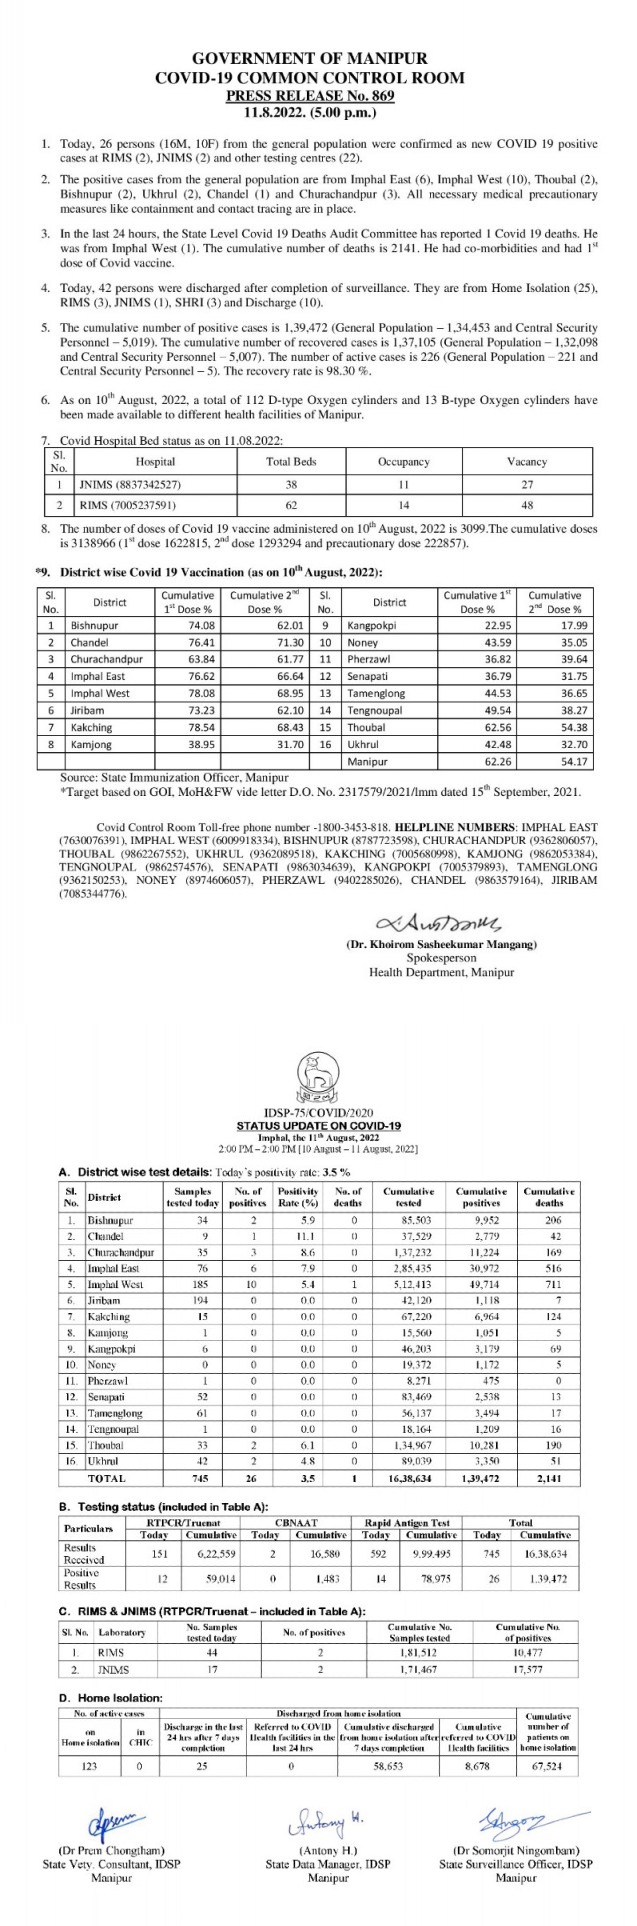 GOVERNMENT OF MANIPUR
COVID-19 COMMON CONTROL ROOM
PRESS RELEASE No. 869
11.8.2022. (5.00 p.m.)
1. Today, 26 persons (16M, 10F) from the general population were confirmed as new COVID 19 positive
cases at RIMS (2), JNIMS (2) and other testing centres (22).
2. The positive cases from the general population are from Imphal East (6), Imphal West (10), Thoubal (2),
Bishnupur (2), Ukhrul (2), Chandel (1) and Churachandpur (3). All necessary medical precautionary
measures like containment and contact tracing are in place.
3. In the last 24 hours, the State Level Covid 19 Deaths Audit Committee has reported 1 Covid 19 deaths. He
was from Imphal West (1). The cumulative number of deaths is 2141. He had co-morbidities and had 1st
dose of Covid vaccine.
4. Today, 42 persons were discharged after completion of surveillance. They are from Home Isolation (25),
RIMS (3), JNIMS (1), SHRI (3) and Discharge (10).
5. The cumulative number of positive cases is 1,39,472 (General Population – 1,34,453 and Central Security
Personnel – 5,019). The cumulative number of recovered cases is 1,37,105 (General Population – 1,32,098
and Central Security Personnel – 5,007). The number of active cases is 226 (General Population – 221 and
Central Security Personnel – 5). The recovery rate is 98.30 %.
6. As on 10th August, 2022, a total of 112 D-type Oxygen cylinders and 13 B-type Oxygen cylinders have
been made available to different health facilities of Manipur.
7. Covid Hospital Bed status as on 11.08.2022:
Sl. No. Hospital Total Beds Occupancy Vacancy
1 JNIMS (8837342527) 38 11 27
2 RIMS (7005237591) 62 14 48
8. The number of doses of Covid 19 vaccine administered on 10th August, 2022 is 3099.The cumulative doses
is 3138966 (1st dose 1622815, 2nd dose 1293294 and precautionary dose 222857).
*9. District wise Covid 19 Vaccination (as on 10th August, 2022):
Sl. No. District Cumulative 1st Dose % Cumulative 2nd Dose % Sl. No. District Cumulative 1st Dose % Cumulative 2nd Dose %
1 Bishnupur 74.08 62.01 9 Kangpokpi 22.95 17.99
2 Chandel 76.41 71.30 10 Noney 43.59 35.05
3 Churachandpur 63.84 61.77 11 Pherzawl 36.82 39.64
4 Imphal East 76.62 66.64 12 Senapati 36.79 31.75
5 Imphal West 78.08 68.95 13 Tamenglong 44.53 36.65
6 Jiribam 73.23 62.10 14 Tengnoupal 49.54 38.27
7 Kakching 78.54 68.43 15 Thoubal 62.56 54.38
8 Kamjong 38.95 31.70 16 Ukhrul 42.48 32.70
Manipur 62.26 54.17
Source: State Immunization Officer, Manipur
*Target based on GOI, MoH&FW vide letter D.O. No. 2317579/2021/Imm dated 15th September, 2021.
Covid Control Room Toll-free phone number -1800-3453-818. HELPLINE NUMBERS: IMPHAL EAST
(7630076391), IMPHAL WEST (6009918334), BISHNUPUR (8787723598), CHURACHANDPUR (9362806057),
THOUBAL (9862267552), UKHRUL (9362089518), KAKCHING (7005680998), KAMJONG (9862053384),
TENGNOUPAL (9862574576), SENAPATI (9863034639), KANGPOKPI (7005379893), TAMENGLONG
(9362150253), NONEY (8974606057), PHERZAWL (9402285026), CHANDEL (9863579164), JIRIBAM
(7085344776).
(Dr. Khoirom Sasheekumar Mangang)
Spokesperson
Health Department, Manipur
IDSP-75/COVID/2020
STATUS UPDATE ON COVID-19
Imphal, the 11th August, 2022
2:00 PM – 2:00 PM [10 August – 11 August, 2022]
A. District wise test details: Today's positivity rate: 3.5 %
Sl. No. District Samples tested today No. of positives Positivity Rate (%) No. of deaths Cumulative tested Cumulative positives Cumulative deaths
1. Bishnupur 34 2 5.9 0 85,503 9,952 206
2. Chandel 9 1 11.1 0 37,529 2,779 42
3. Churachandpur 35 3 8.6 0 1,37,232 11,224 169
4. Imphal East 76 6 7.9 0 2,85,435 30,972 516
5. Imphal West 185 10 5.4 1 5,12,413 49,714 711
6. Jiribam 194 0 0.0 0 42,120 1,118 7
7. Kakching 15 0 0.0 0 67,220 6,964 124
8. Kamjong 1 0 0.0 0 15,560 1,051 5
9. Kangpokpi 6 0 0.0 0 46,203 3,179 69
10. Noney 0 0 0.0 0 19,372 1,172 5
11. Pherzawl 1 0 0.0 0 8,271 475 0
12. Senapati 52 0 0.0 0 83,469 2,538 13
13. Tamenglong 61 0 0.0 0 56,137 3,494 17
14. Tengnoupal 1 0 0.0 0 18,164 1,209 16
15. Thoubal 33 2 6.1 0 1,34,967 10,281 190
16. Ukhrul 42 2 4.8 0 89,039 3,350 51
TOTAL 745 26 3.5 1 16,38,634 1,39,472 2,141
B. Testing status (included in Table A):
Particulars RTPCR/Truenat CBNAAT Rapid Antigen Test Total
Today Cumulative Today Cumulative Today Cumulative Today Cumulative
Results Received 151 6,22,559 2 16,580 592 9,99,495 745 16,38,634
Positive Results 12 59,014 0 1,483 14 78,975 26 1,39,472
C. RIMS & JNIMS (RTPCR/Truenat – included in Table A):
Sl. No. Laboratory No. Samples tested today No. of positives Cumulative No. Samples tested Cumulative No. of positives
1. RIMS 44 2 1,81,512 10,477
2. JNIMS 17 2 1,71,467 17,577
D. Home Isolation:
No. of active cases Discharged from home isolation Cumulative number of patients on home isolation
on Home isolation in CHIC Discharge in the last 24 hrs after 7 days completion Referred to COVID Health facilities in the last 24 hrs Cumulative discharged from home isolation after 7 days completion Cumulative referred to COVID Health facilities
123 0 25 0 58,653 8,678 67,524
Antony H.
(Dr Prem Chongtham) (Antony H.) (Dr Somorjit Ningombam)
State Vety. Consultant, IDSP State Data Manager, IDSP State Surveillance Officer, IDSP
Manipur Manipur Manipur